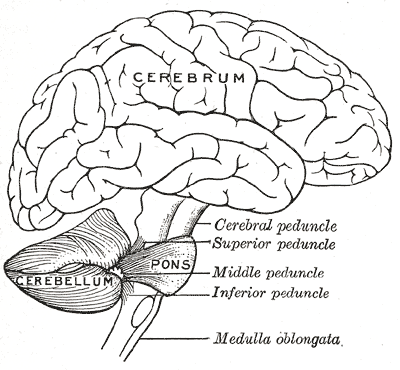 CEREBRUM
Cerebral peduncle
Superior peduncle
PONS
Middle peduncle
CEREBELLUM
Inferior peduncle
Medulla oblongata